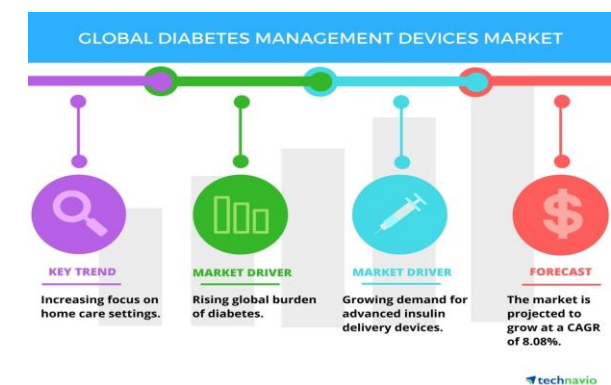 GLOBAL DIABETES MANAGEMENT DEVICES MARKET
KEY TREND
Increasing focus on
home care settings.
MARKET DRIVER
Rising global burden
of diabetes.
MARKET DRIVER
Growing demand for
advanced insulin
delivery devices.
FORECAST
The market is
projected to
grow at a CAGR
of 8.08%.
technavio